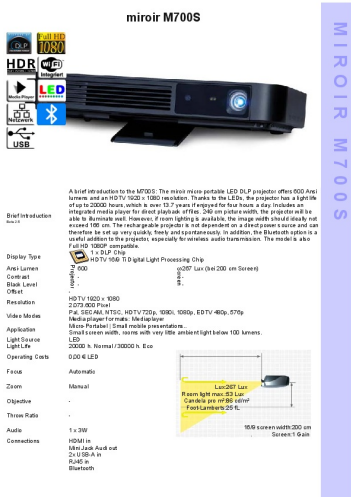 miroir M700S
MIROIR M700S
DLP
Full HD
1080
HDR
WiFi
Integriert
Media Player
LED
Netzwerk
USB
A brief introduction to the M700S: The miroir micro portable LED DLP projector offers 600 Ansi
lumens and an HDTV 1920 x 1080 resolution. Thanks to the LEDs, the projector has a light life
of up to 20000 hours, which is over 13.7 years if enjoyed for four hours a day. Includes an
integrated media player for direct playback of files. 249 cm picture width, the projector will be
able to illuminate well. However, if room lighting is available, the image width should ideally not
exceed 166 cm. The rechargeable projector is not dependent on a direct power source and can
therefore be set up very quickly, freely and spontaneously. In addition, the Bluetooth option is a
useful addition to the projector, especially for wireless audio transmission. The model is also
Full HD 1080P compatible.
Brief Introduction
Display Type
1 x DLP Chip
HDTV 16/9 TI Digital Light Processing Chip
Ansi-Lumen 600 267 Lux (bei 200 cm Screen)
Contrast - -
Black Level - -
Offset
Resolution
HDTV 1920 x 1080
2.073.600 Pixel
Video Modes
Pal, SECAM, NTSC, HDTV 720p, 1080i, 1080p, EDTV 480p, 576p
Media player formats: Mediaplayer
Application
Micro Portabel | Small mobile presentations..
Small screen width, rooms with very little ambient light below 100 lumens.
Light Source LED
Light Life 20000 h. Normal / 30000 h. Eco
Operating Costs 0,00 € LED
Focus Automatic
Zoom Manual
Objective -
Throw Ratio -
Lux:267 Lux
Room light max.:53 Lux
Candela pro m²:86 cd/m²
Foot-Lamberts:25 fL
16/9 screen width:200 cm
Screen:1 Gain
Audio 1 x 3W
Connections HDMI in
Mini Jack Audi out
2x USB-A in
RJ45 in
Bluetooth